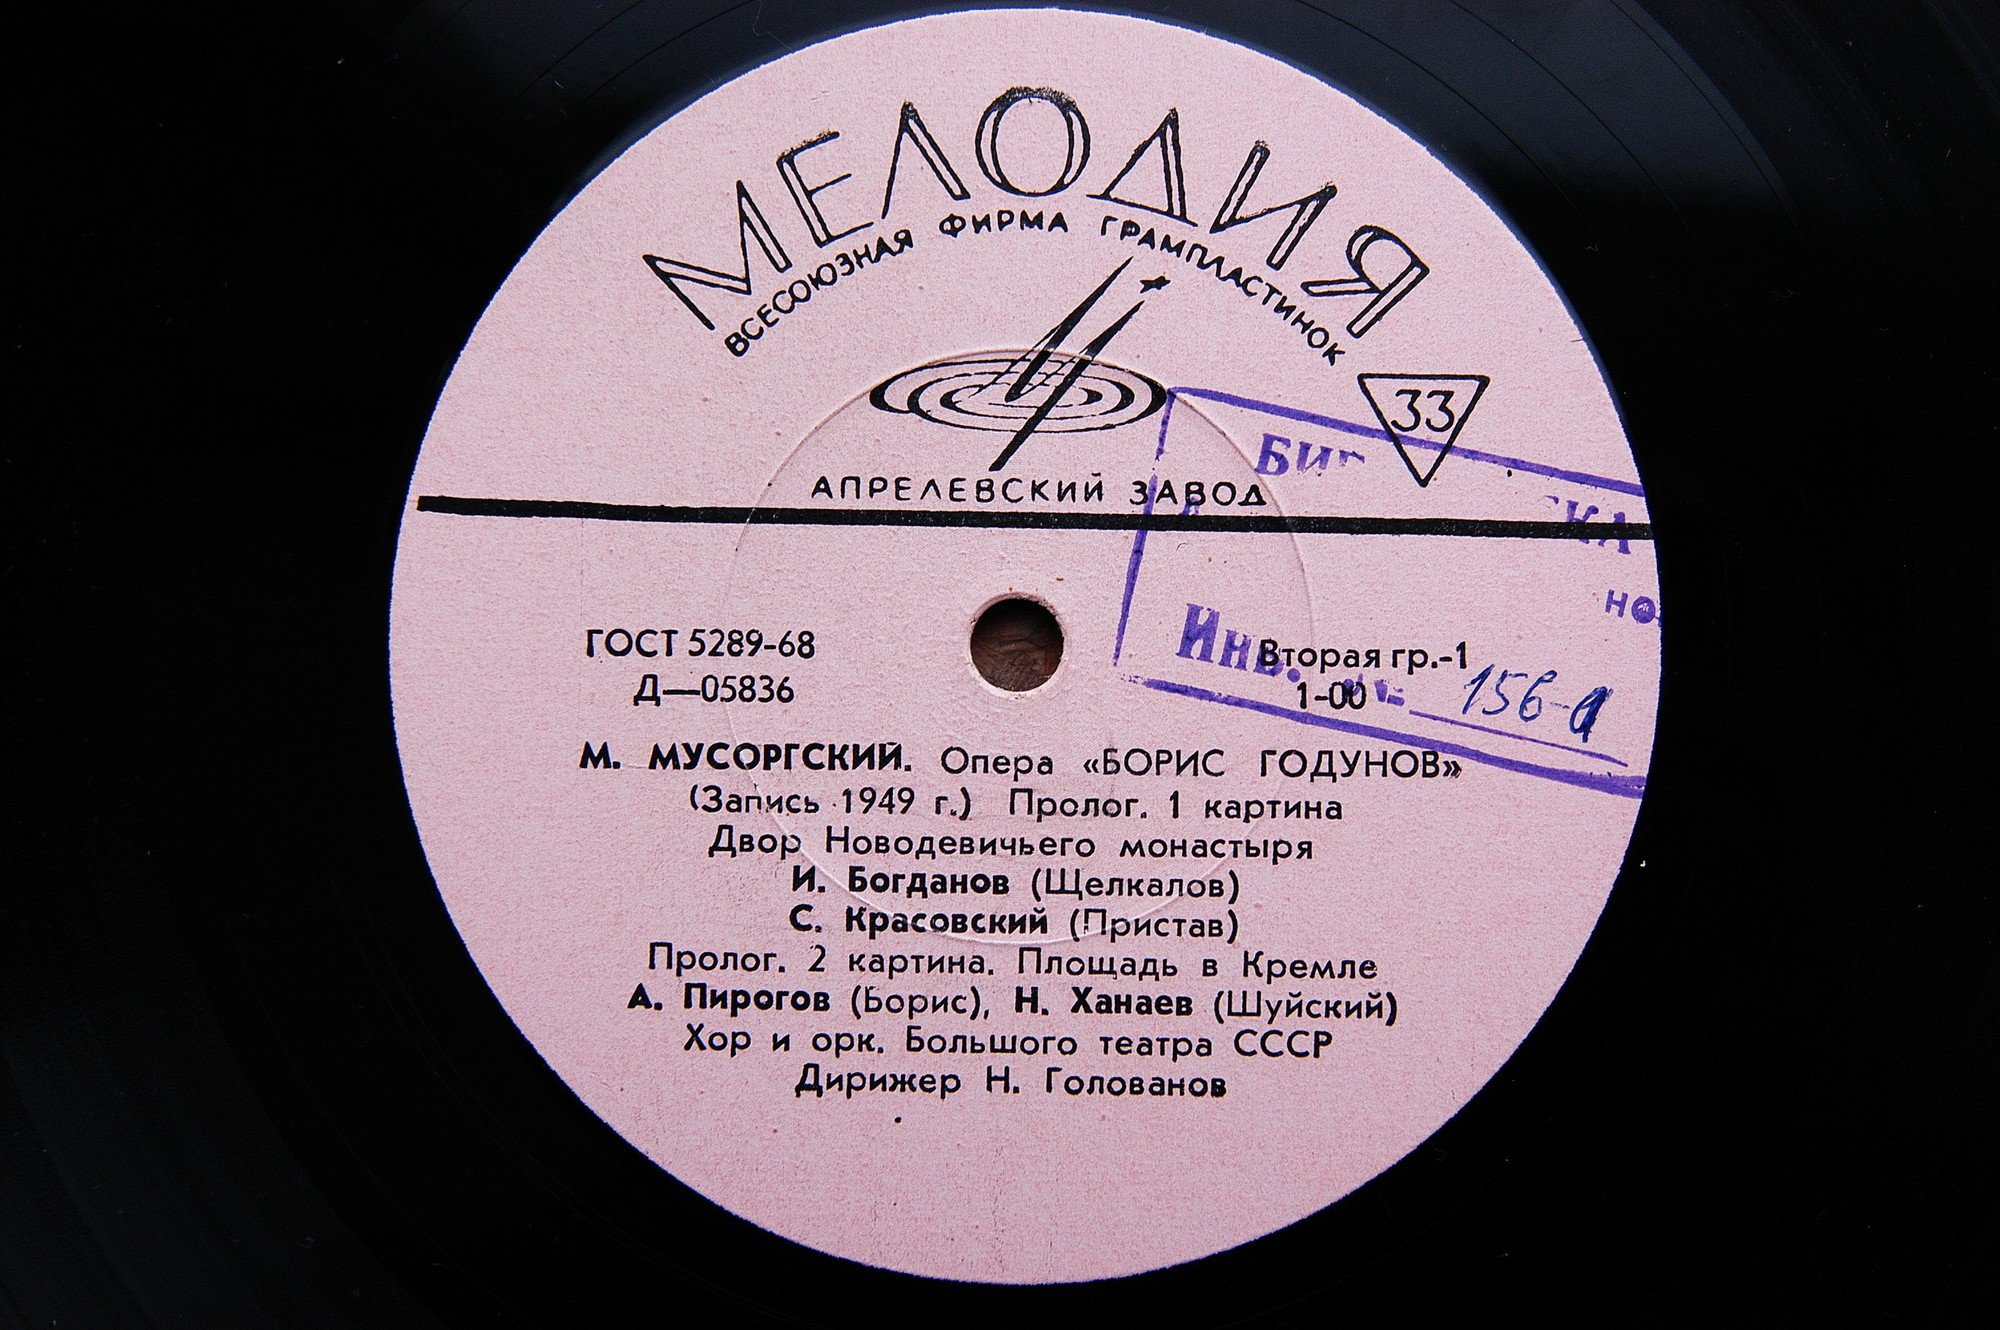 МЕЛОДИЯ
ВСЕСОЮЗНАЯ ФИРМА ГРАМПЛАСТИНОК
33
АПРЕЛЕВСКИЙ ЗАВОД
ГОСТ 5289-68
Д—05836
Инв. №
Вторая гр.-1
1-00
156-а
М. МУСОРГСКИЙ. Опера «БОРИС ГОДУНОВ»
(Запись 1949 г.) Пролог. 1 картина
Двор Новодевичьего монастыря
И. Богданов (Щелкалов)
С. Красовский (Пристав)
Пролог. 2 картина. Площадь в Кремле
А. Пирогов (Борис), Н. Ханаев (Шуйский)
Хор и орк. Большого театра СССР
Дирижер Н. Голованов